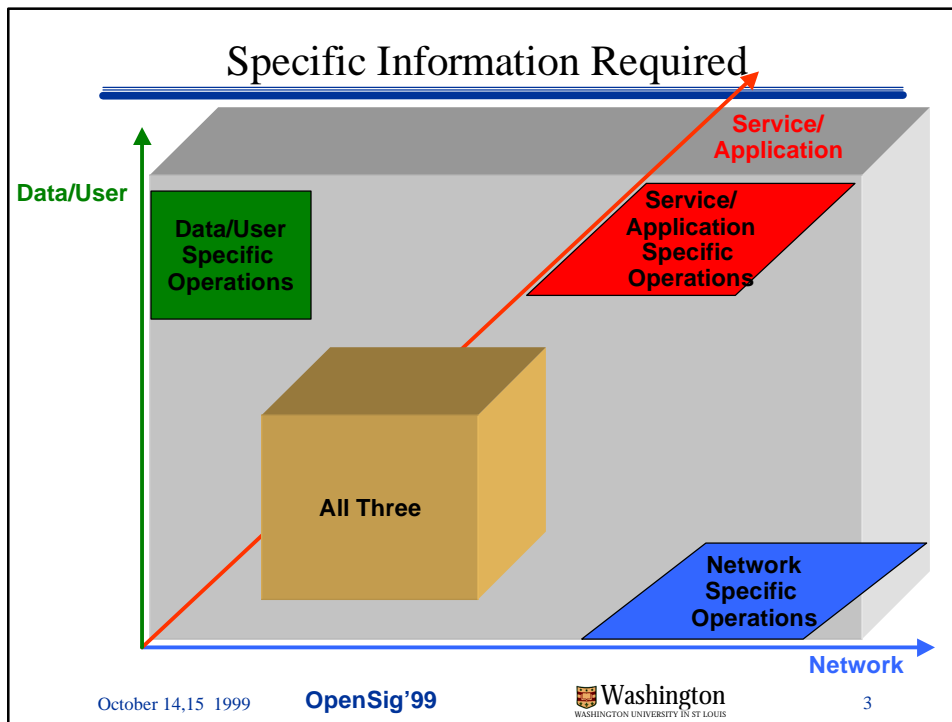 Specific Information Required
Service/
Application
Data/User
Data/User
Specific
Operations
Service/
Application
Specific
Operations
All Three
Network
Specific
Operations
Network
October 14,15 1999
OpenSig'99
Washington
WASHINGTON UNIVERSITY IN ST LOUIS
3